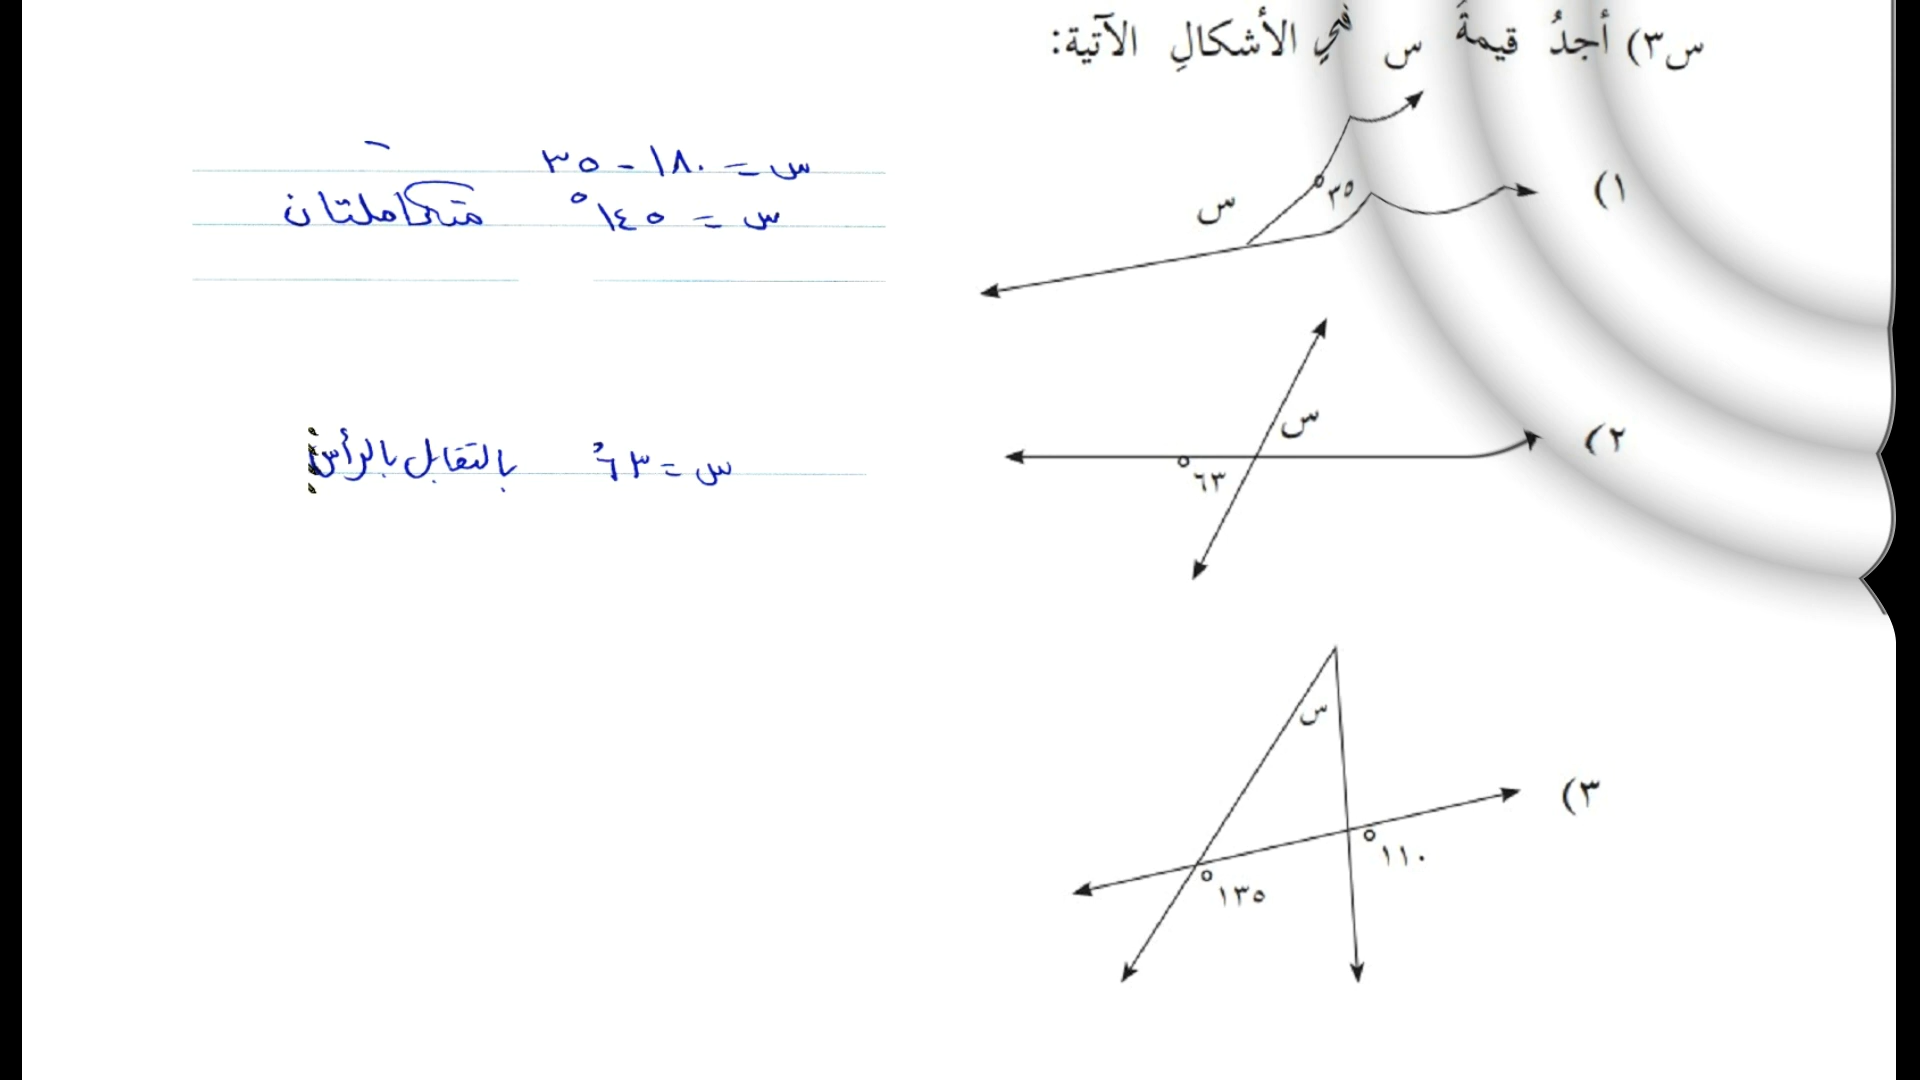 س٣) أجدُ قيمةَ س في الأشكالِ الآتية:
١)
٣٥°
س
س = ١٨٠ - ٣٥
س = ١٤٥° متكاملتان
٢)
س
٦٣°
س = ٦٣° بالتقابل بالرأس
٣)
س
١١٠°
١٣٥°